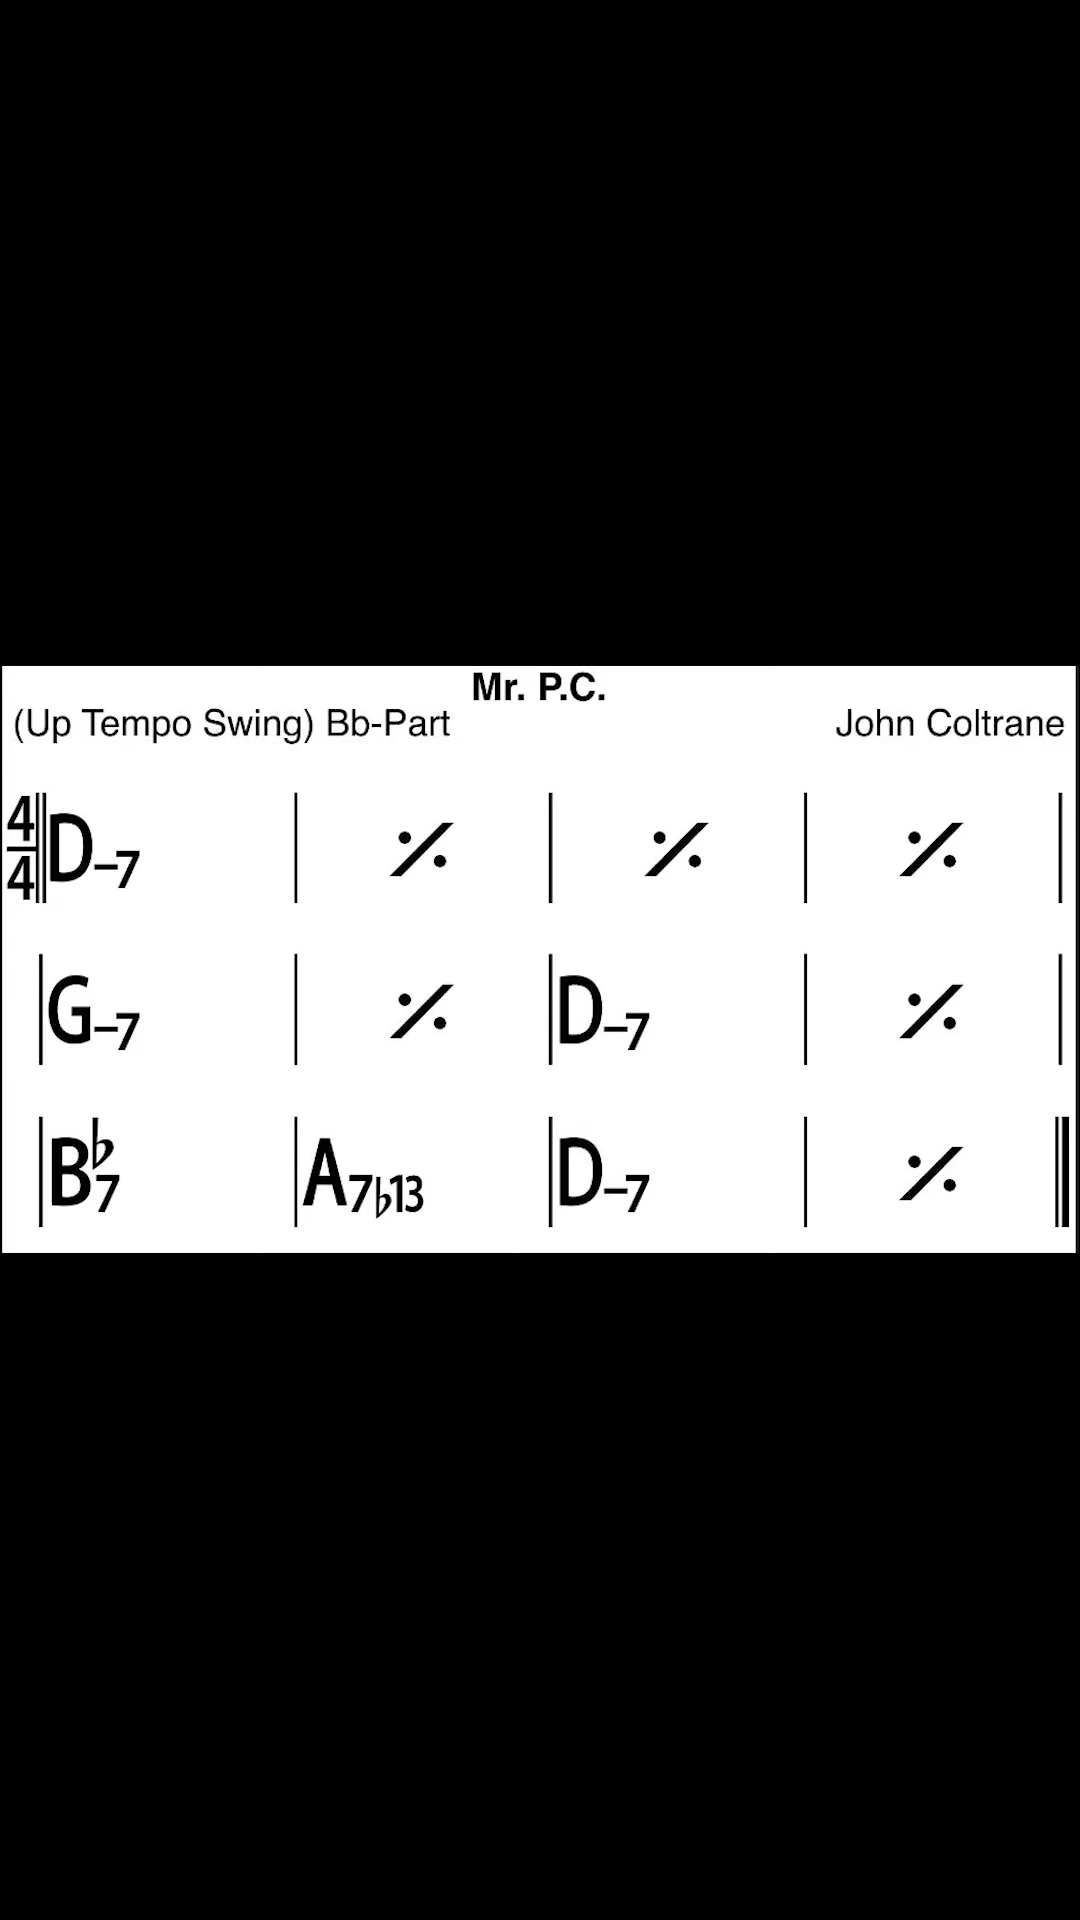 Mr. P.C.
(Up Tempo Swing) Bb-Part John Coltrane
4/4 D–7 | 𝄎 | 𝄎 | 𝄎
G–7 | 𝄎 | D–7 | 𝄎
B♭7 | A7♭13 | D–7 | 𝄎